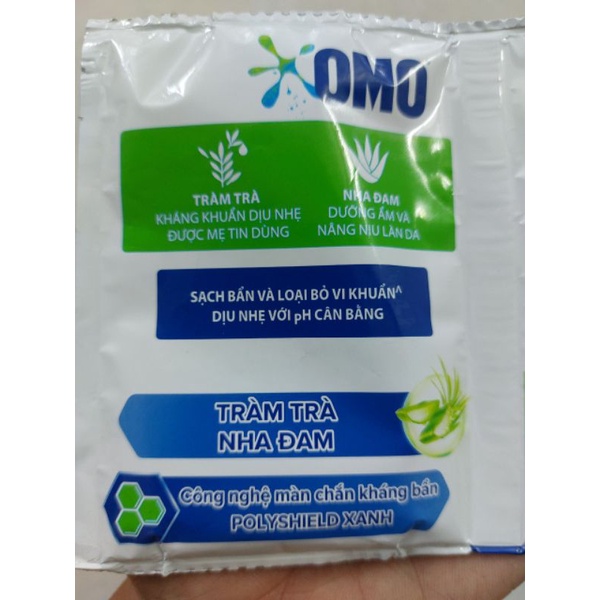 OMO
TRÀM TRÀ
KHÁNG KHUẨN DỊU NHẸ
ĐƯỢC MẸ TIN DÙNG
NHA ĐAM
DƯỠNG ẨM VÀ
NÂNG NIU LÀN DA
SẠCH BẨN VÀ LOẠI BỎ VI KHUẨN^
DỊU NHẸ VỚI pH CÂN BẰNG
TRÀM TRÀ
NHA ĐAM
Công nghệ màn chắn kháng bẩn
POLYSHIELD XANH